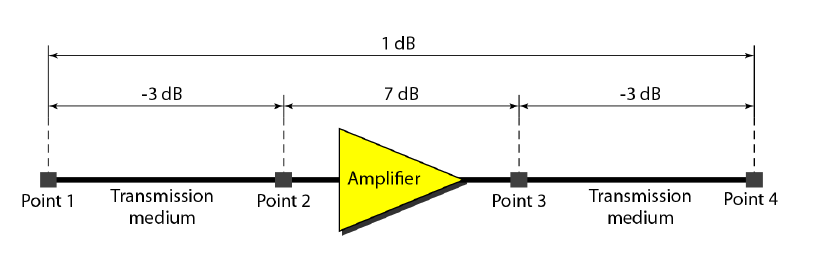 1 dB
-3 dB
7 dB
-3 dB
Amplifier
Point 1
Transmission
medium
Point 2
Point 3
Transmission
medium
Point 4